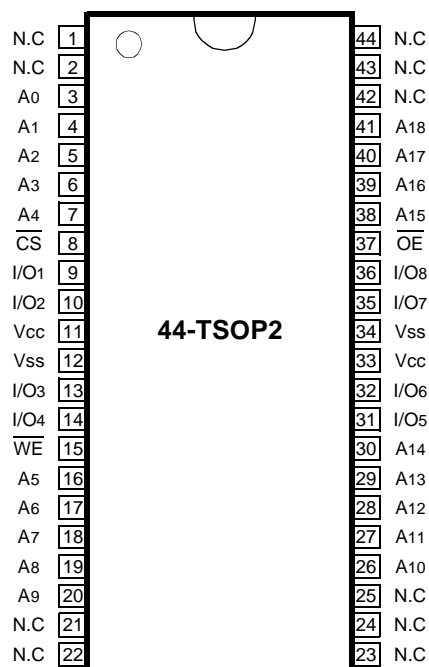 N.C 1 44 N.C
N.C 2 43 N.C
A0 3 42 N.C
A1 4 41 A18
A2 5 40 A17
A3 6 39 A16
A4 7 38 A15
C̅S̅ 8 37 O̅E̅
I/O1 9 36 I/O8
I/O2 10 35 I/O7
Vcc 11 44-TSOP2 34 Vss
Vss 12 33 Vcc
I/O3 13 32 I/O6
I/O4 14 31 I/O5
W̅E̅ 15 30 A14
A5 16 29 A13
A6 17 28 A12
A7 18 27 A11
A8 19 26 A10
A9 20 25 N.C
N.C 21 24 N.C
N.C 22 23 N.C